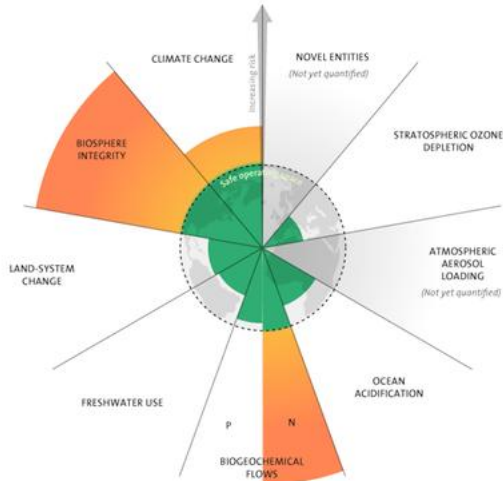 CLIMATE CHANGE
Increasing risk
NOVEL ENTITIES
(Not yet quantified)
STRATOSPHERIC OZONE
DEPLETION
BIOSPHERE
INTEGRITY
Safe operating
ATMOSPHERIC
AEROSOL
LOADING
(Not yet quantified)
LAND-SYSTEM
CHANGE
OCEAN
ACIDIFICATION
FRESHWATER USE
P
N
BIOGEOCHEMICAL
FLOWS